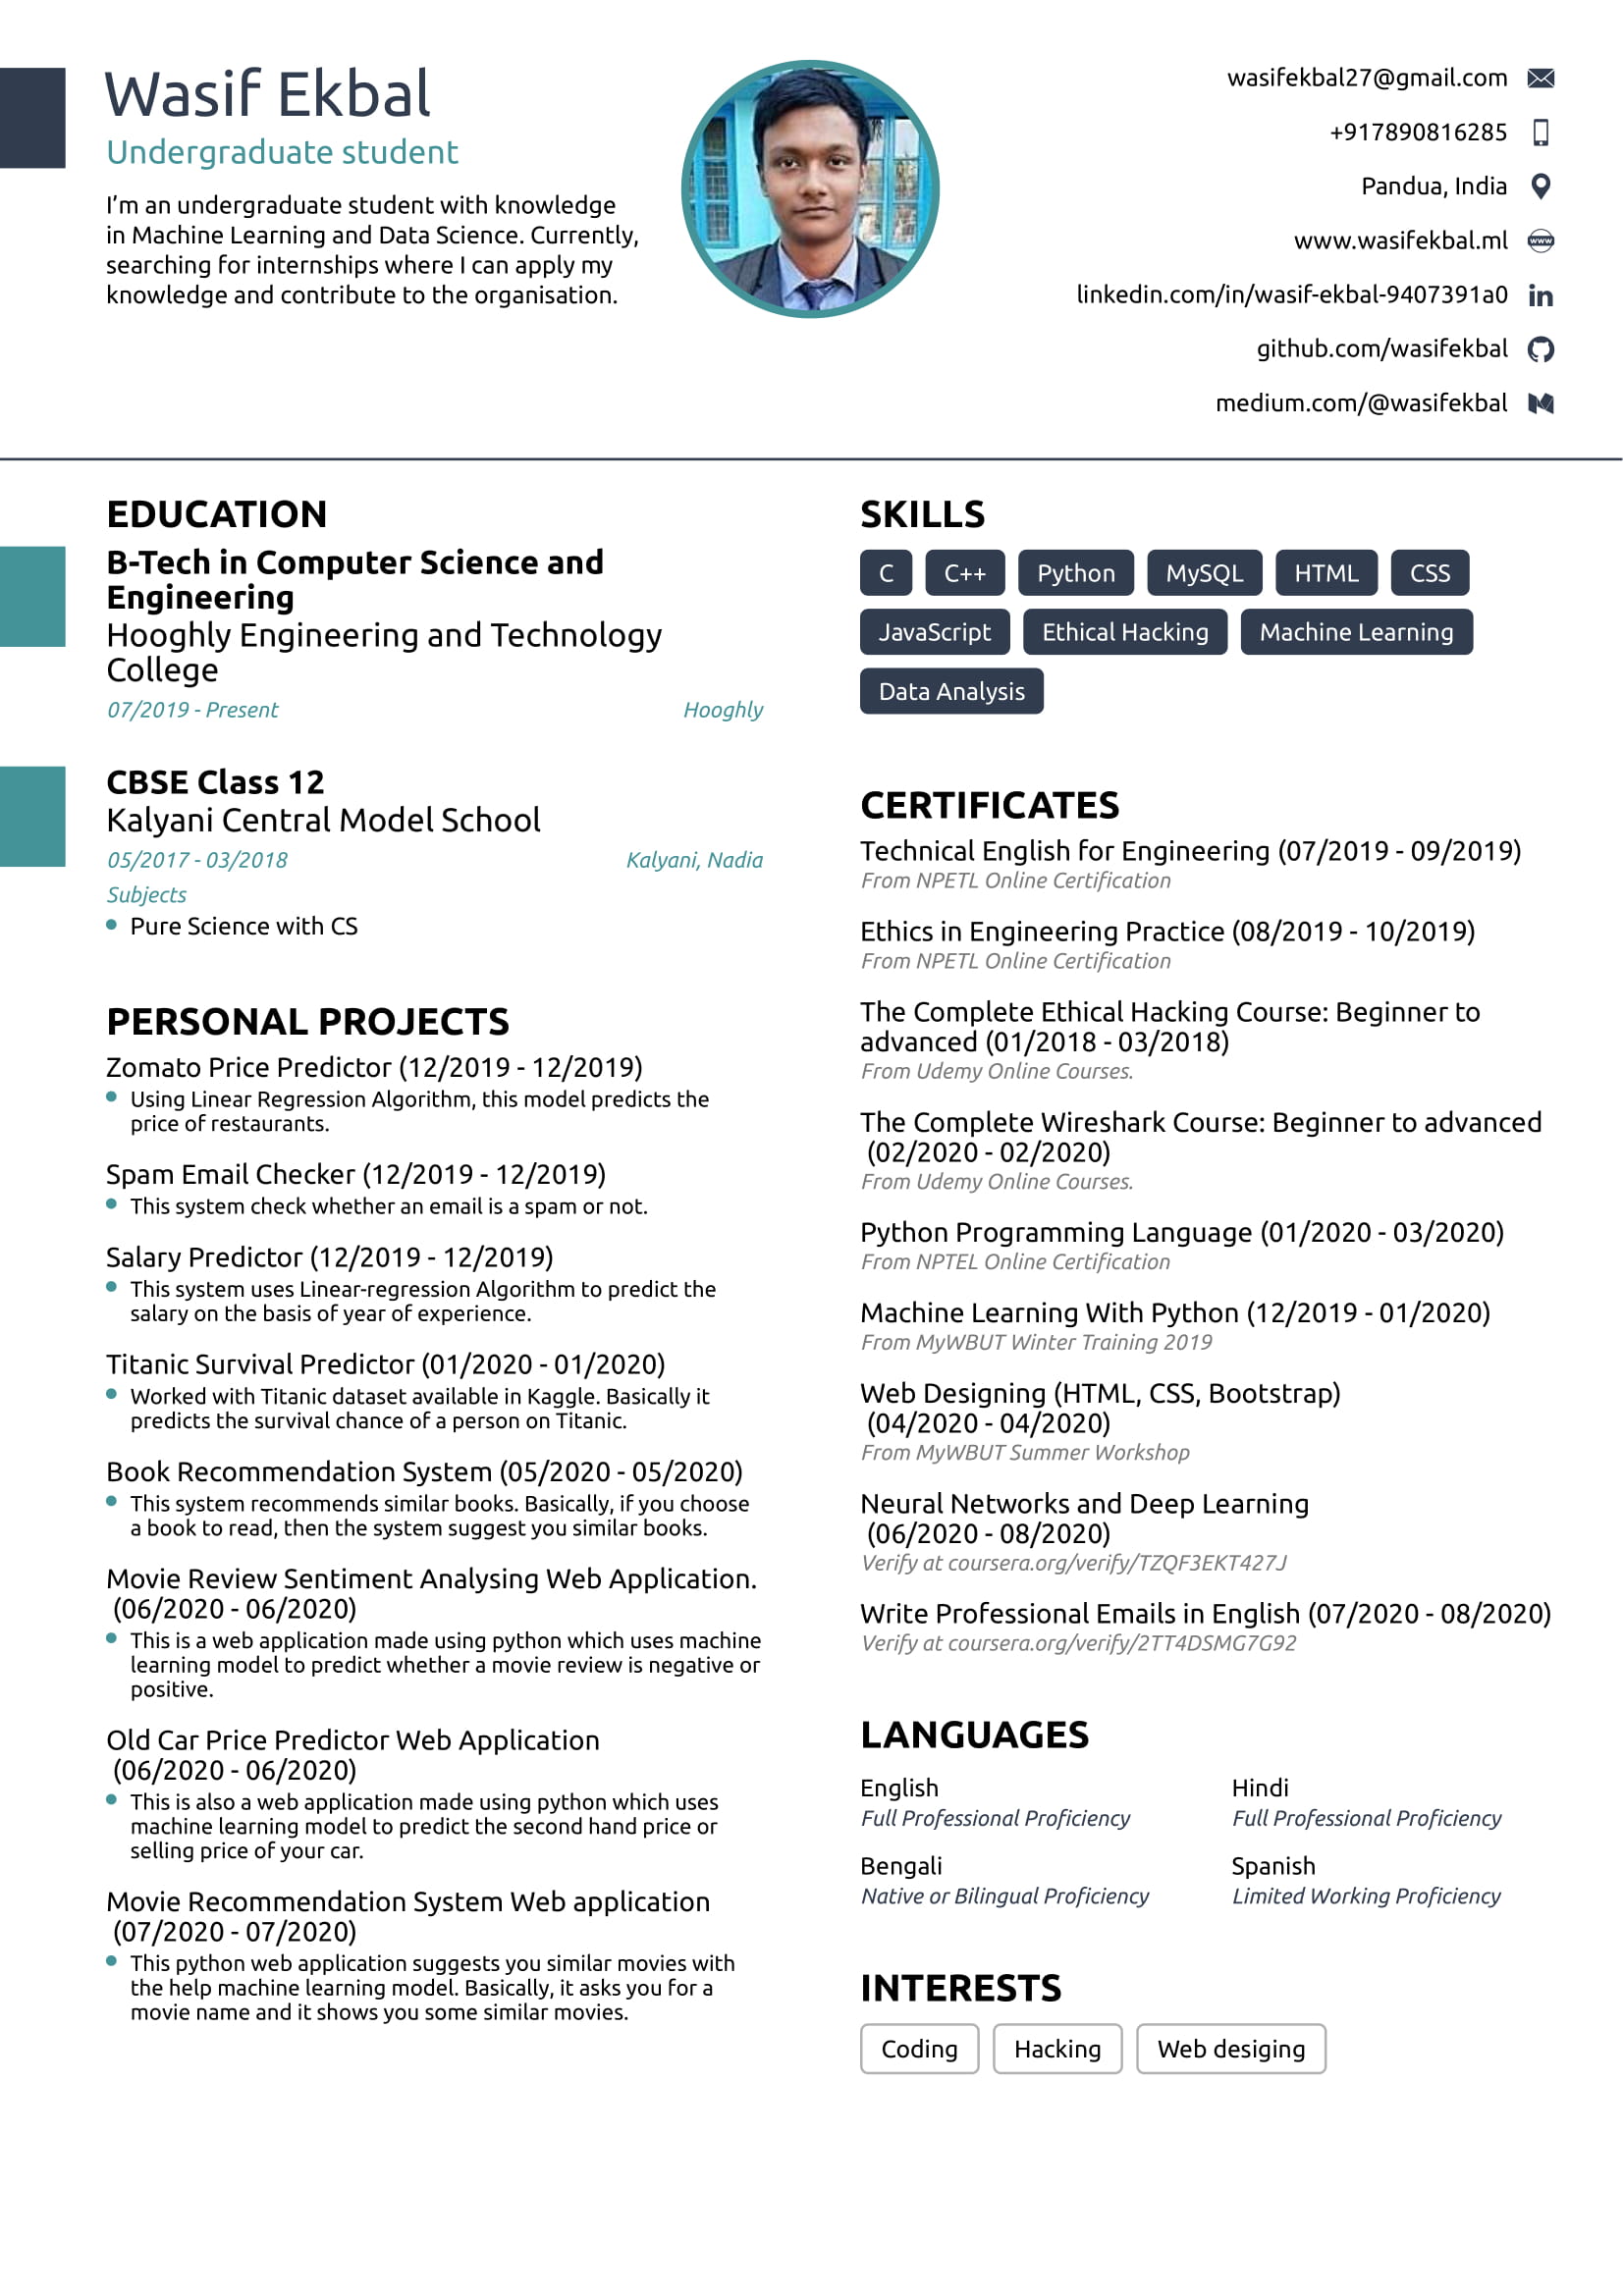 Wasif Ekbal
Undergraduate student
I’m an undergraduate student with knowledge
in Machine Learning and Data Science. Currently,
searching for internships where I can apply my
knowledge and contribute to the organisation.
wasifekbal27@gmail.com
+917890816285
Pandua, India
www.wasifekbal.ml
www
linkedin.com/in/wasif-ekbal-9407391a0
in
github.com/wasifekbal
medium.com/@wasifekbal
EDUCATION
B-Tech in Computer Science and
Engineering
Hooghly Engineering and Technology
College
07/2019 - Present Hooghly
CBSE Class 12
Kalyani Central Model School
05/2017 - 03/2018 Kalyani, Nadia
Subjects
Pure Science with CS
PERSONAL PROJECTS
Zomato Price Predictor (12/2019 - 12/2019)
Using Linear Regression Algorithm, this model predicts the
price of restaurants.
Spam Email Checker (12/2019 - 12/2019)
This system check whether an email is a spam or not.
Salary Predictor (12/2019 - 12/2019)
This system uses Linear-regression Algorithm to predict the
salary on the basis of year of experience.
Titanic Survival Predictor (01/2020 - 01/2020)
Worked with Titanic dataset available in Kaggle. Basically it
predicts the survival chance of a person on Titanic.
Book Recommendation System (05/2020 - 05/2020)
This system recommends similar books. Basically, if you choose
a book to read, then the system suggest you similar books.
Movie Review Sentiment Analysing Web Application.
(06/2020 - 06/2020)
This is a web application made using python which uses machine
learning model to predict whether a movie review is negative or
positive.
Old Car Price Predictor Web Application
(06/2020 - 06/2020)
This is also a web application made using python which uses
machine learning model to predict the second hand price or
selling price of your car.
Movie Recommendation System Web application
(07/2020 - 07/2020)
This python web application suggests you similar movies with
the help machine learning model. Basically, it asks you for a
movie name and it shows you some similar movies.
SKILLS
C C++ Python MySQL HTML CSS
JavaScript Ethical Hacking Machine Learning
Data Analysis
CERTIFICATES
Technical English for Engineering (07/2019 - 09/2019)
From NPETL Online Certification
Ethics in Engineering Practice (08/2019 - 10/2019)
From NPETL Online Certification
The Complete Ethical Hacking Course: Beginner to
advanced (01/2018 - 03/2018)
From Udemy Online Courses.
The Complete Wireshark Course: Beginner to advanced
(02/2020 - 02/2020)
From Udemy Online Courses.
Python Programming Language (01/2020 - 03/2020)
From NPTEL Online Certification
Machine Learning With Python (12/2019 - 01/2020)
From MyWBUT Winter Training 2019
Web Designing (HTML, CSS, Bootstrap)
(04/2020 - 04/2020)
From MyWBUT Summer Workshop
Neural Networks and Deep Learning
(06/2020 - 08/2020)
Verify at coursera.org/verify/TZQF3EKT427J
Write Professional Emails in English (07/2020 - 08/2020)
Verify at coursera.org/verify/2TT4DSMG7G92
LANGUAGES
English Hindi
Full Professional Proficiency Full Professional Proficiency
Bengali Spanish
Native or Bilingual Proficiency Limited Working Proficiency
INTERESTS
Coding Hacking Web desiging